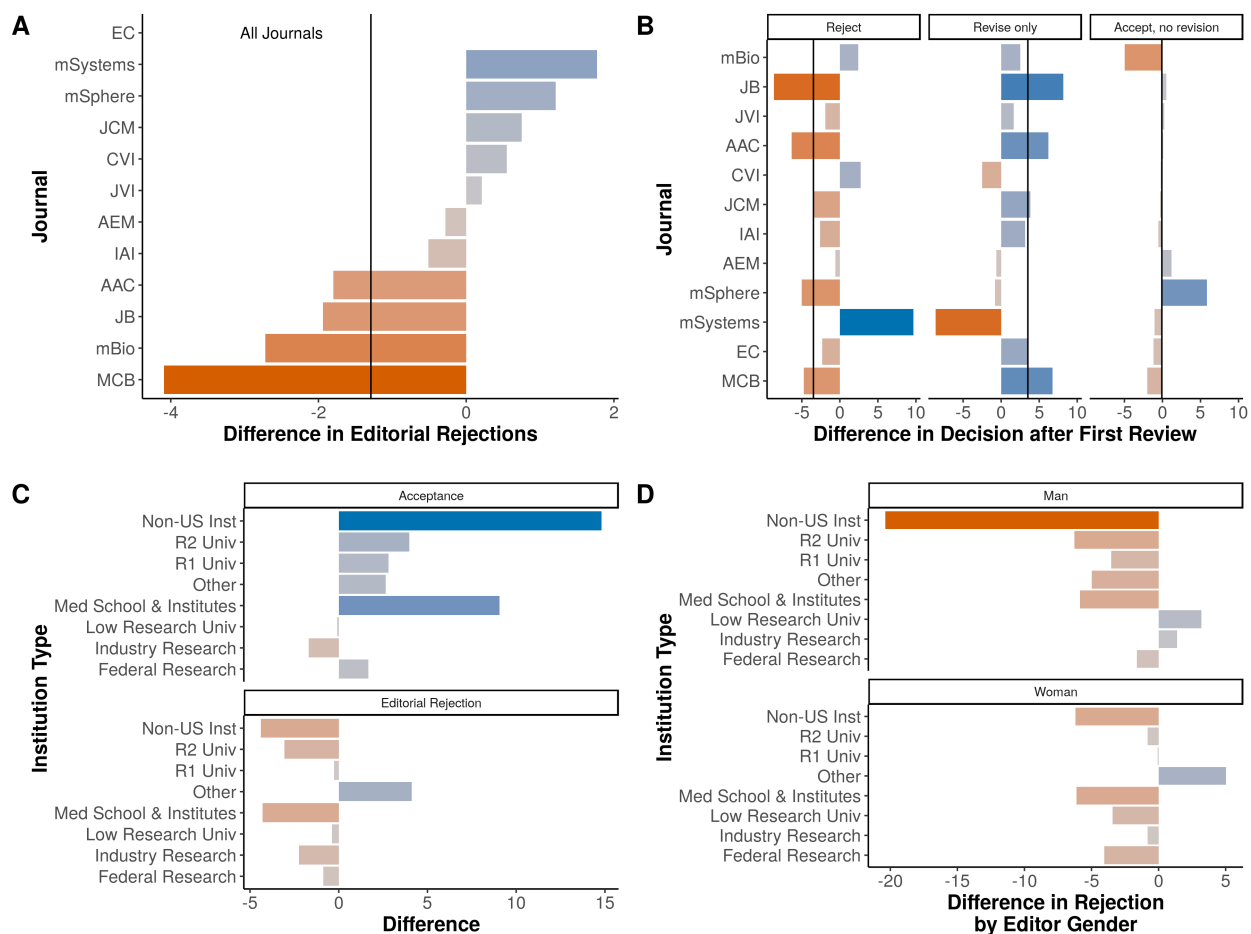 A
All Journals
EC
mSystems
mSphere
JCM
CVI
JVI
AEM
IAI
AAC
JB
mBio
MCB
Journal
-4 -2 0 2
Difference in Editorial Rejections
B
Reject Revise only Accept, no revision
mBio
JB
JVI
AAC
CVI
JCM
IAI
AEM
mSphere
mSystems
EC
MCB
Journal
-5 0 5 10 -5 0 5 10 -5 0 5 10
Difference in Decision after First Review
C
Acceptance
Non-US Inst
R2 Univ
R1 Univ
Other
Med School & Institutes
Low Research Univ
Industry Research
Federal Research
Institution Type
Editorial Rejection
Non-US Inst
R2 Univ
R1 Univ
Other
Med School & Institutes
Low Research Univ
Industry Research
Federal Research
-5 0 5 10 15
Difference
D
Man
Non-US Inst
R2 Univ
R1 Univ
Other
Med School & Institutes
Low Research Univ
Industry Research
Federal Research
Institution Type
Woman
Non-US Inst
R2 Univ
R1 Univ
Other
Med School & Institutes
Low Research Univ
Industry Research
Federal Research
-20 -15 -10 -5 0 5
Difference in Rejection
by Editor Gender